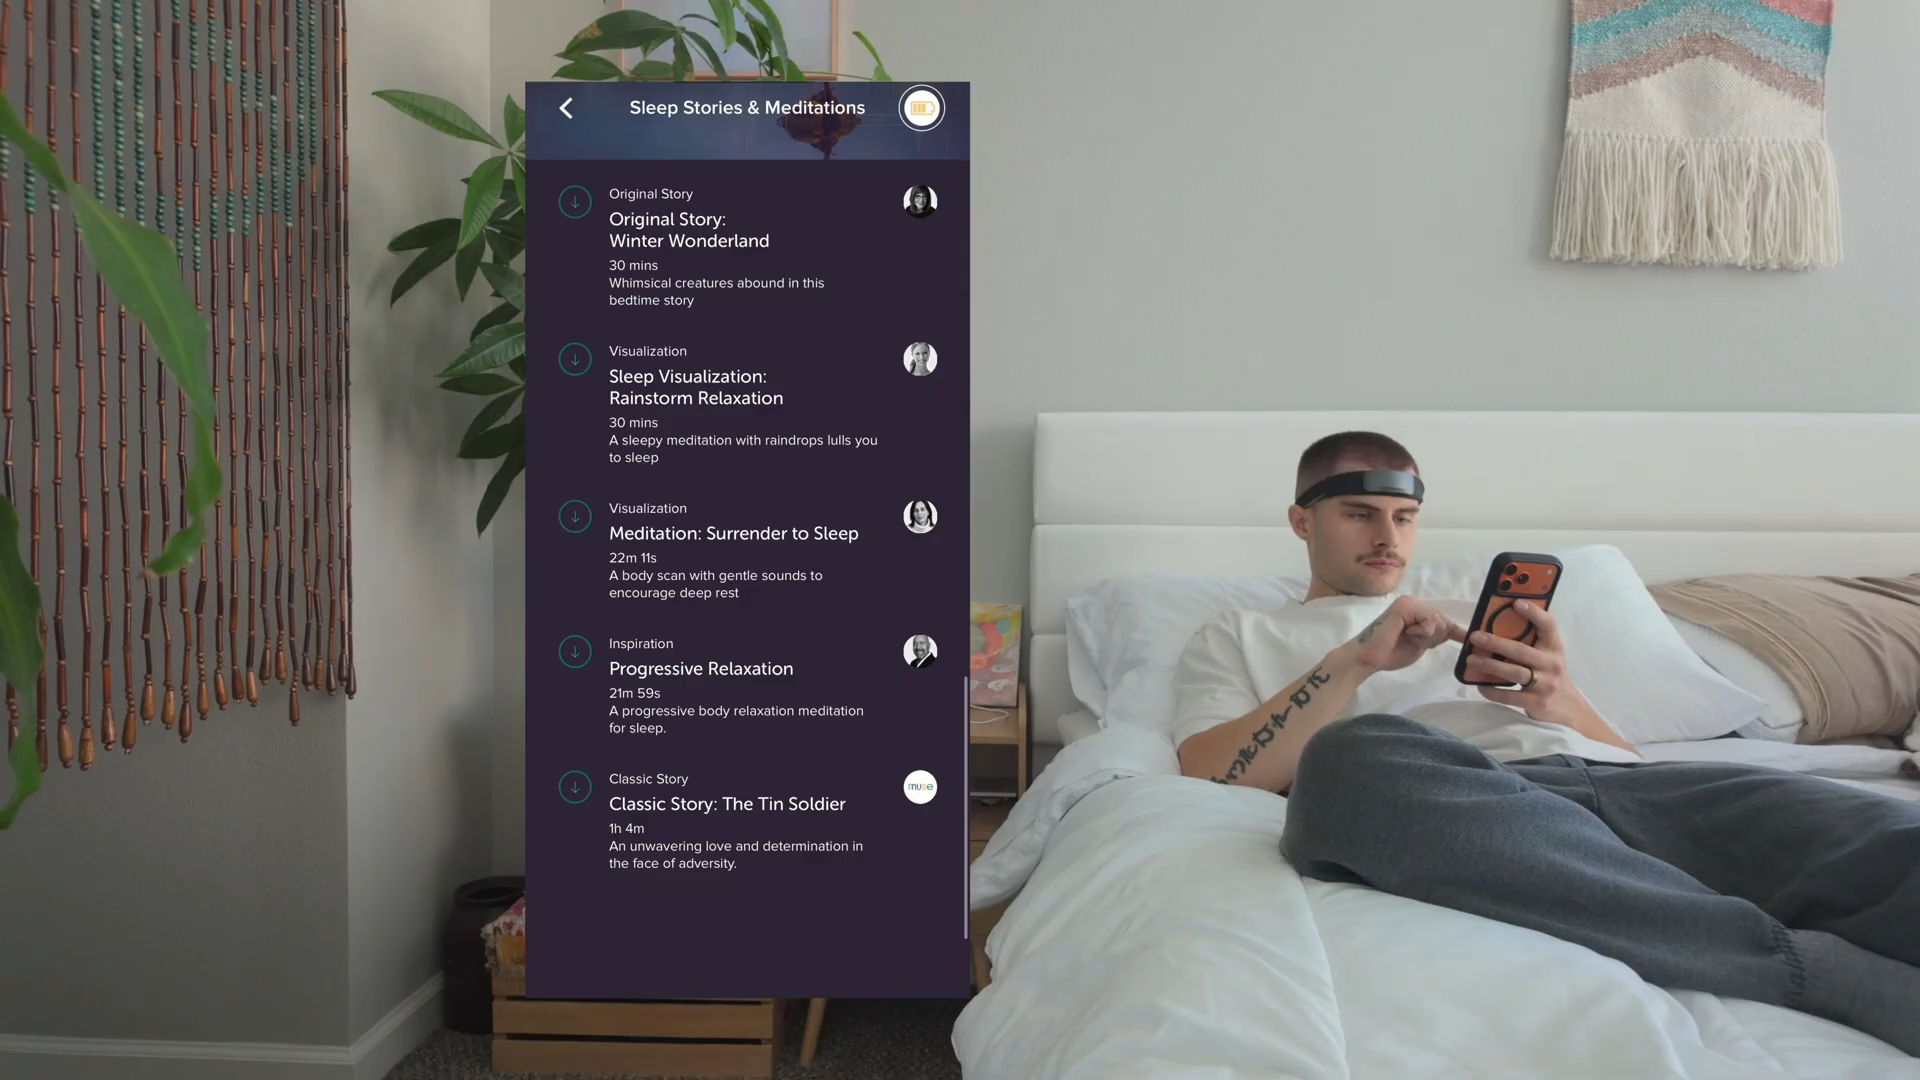 Sleep Stories & Meditations
Original Story
Original Story:
Winter Wonderland
30 mins
Whimsical creatures abound in this
bedtime story
Visualization
Sleep Visualization:
Rainstorm Relaxation
30 mins
A sleepy meditation with raindrops lulls you
to sleep
Visualization
Meditation: Surrender to Sleep
22m 11s
A body scan with gentle sounds to
encourage deep rest
Inspiration
Progressive Relaxation
21m 59s
A progressive body relaxation meditation
for sleep.
Classic Story
Classic Story: The Tin Soldier
muse
1h 4m
An unwavering love and determination in
the face of adversity.